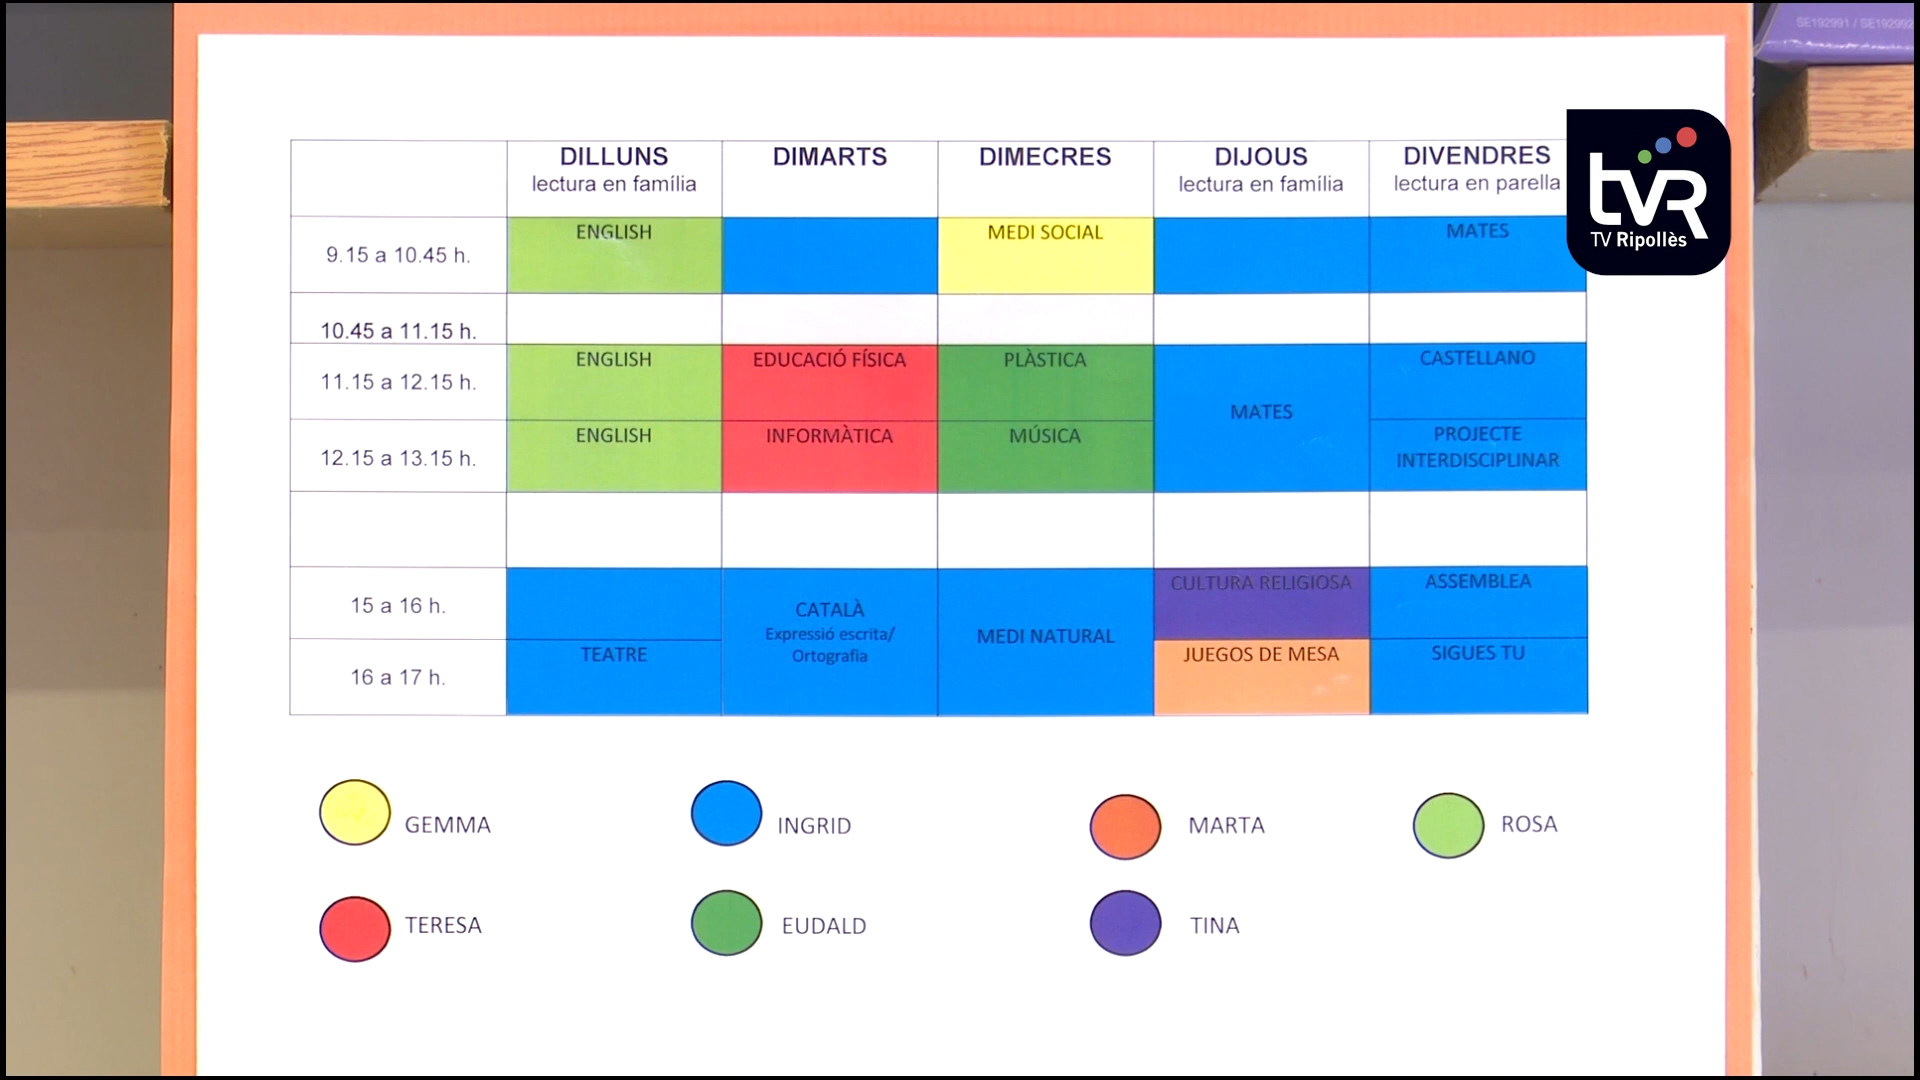 SE192991 / SE192992
DILLUNS
lectura en família
DIMARTS
DIMECRES
DIJOUS
lectura en família
DIVENDRES
lectura en parella
tvR
TV Ripollès
9.15 a 10.45 h.
ENGLISH
MEDI SOCIAL
MATES
10.45 a 11.15 h.
11.15 a 12.15 h.
ENGLISH
EDUCACIÓ FÍSICA
PLÀSTICA
MATES
CASTELLANO
12.15 a 13.15 h.
ENGLISH
INFORMÀTICA
MÚSICA
PROJECTE
INTERDISCIPLINAR
15 a 16 h.
CATALÀ
Expressió escrita/
Ortografia
MEDI NATURAL
CULTURA RELIGIOSA
ASSEMBLEA
16 a 17 h.
TEATRE
JUEGOS DE MESA
SIGUES TU
GEMMA
INGRID
MARTA
ROSA
TERESA
EUDALD
TINA